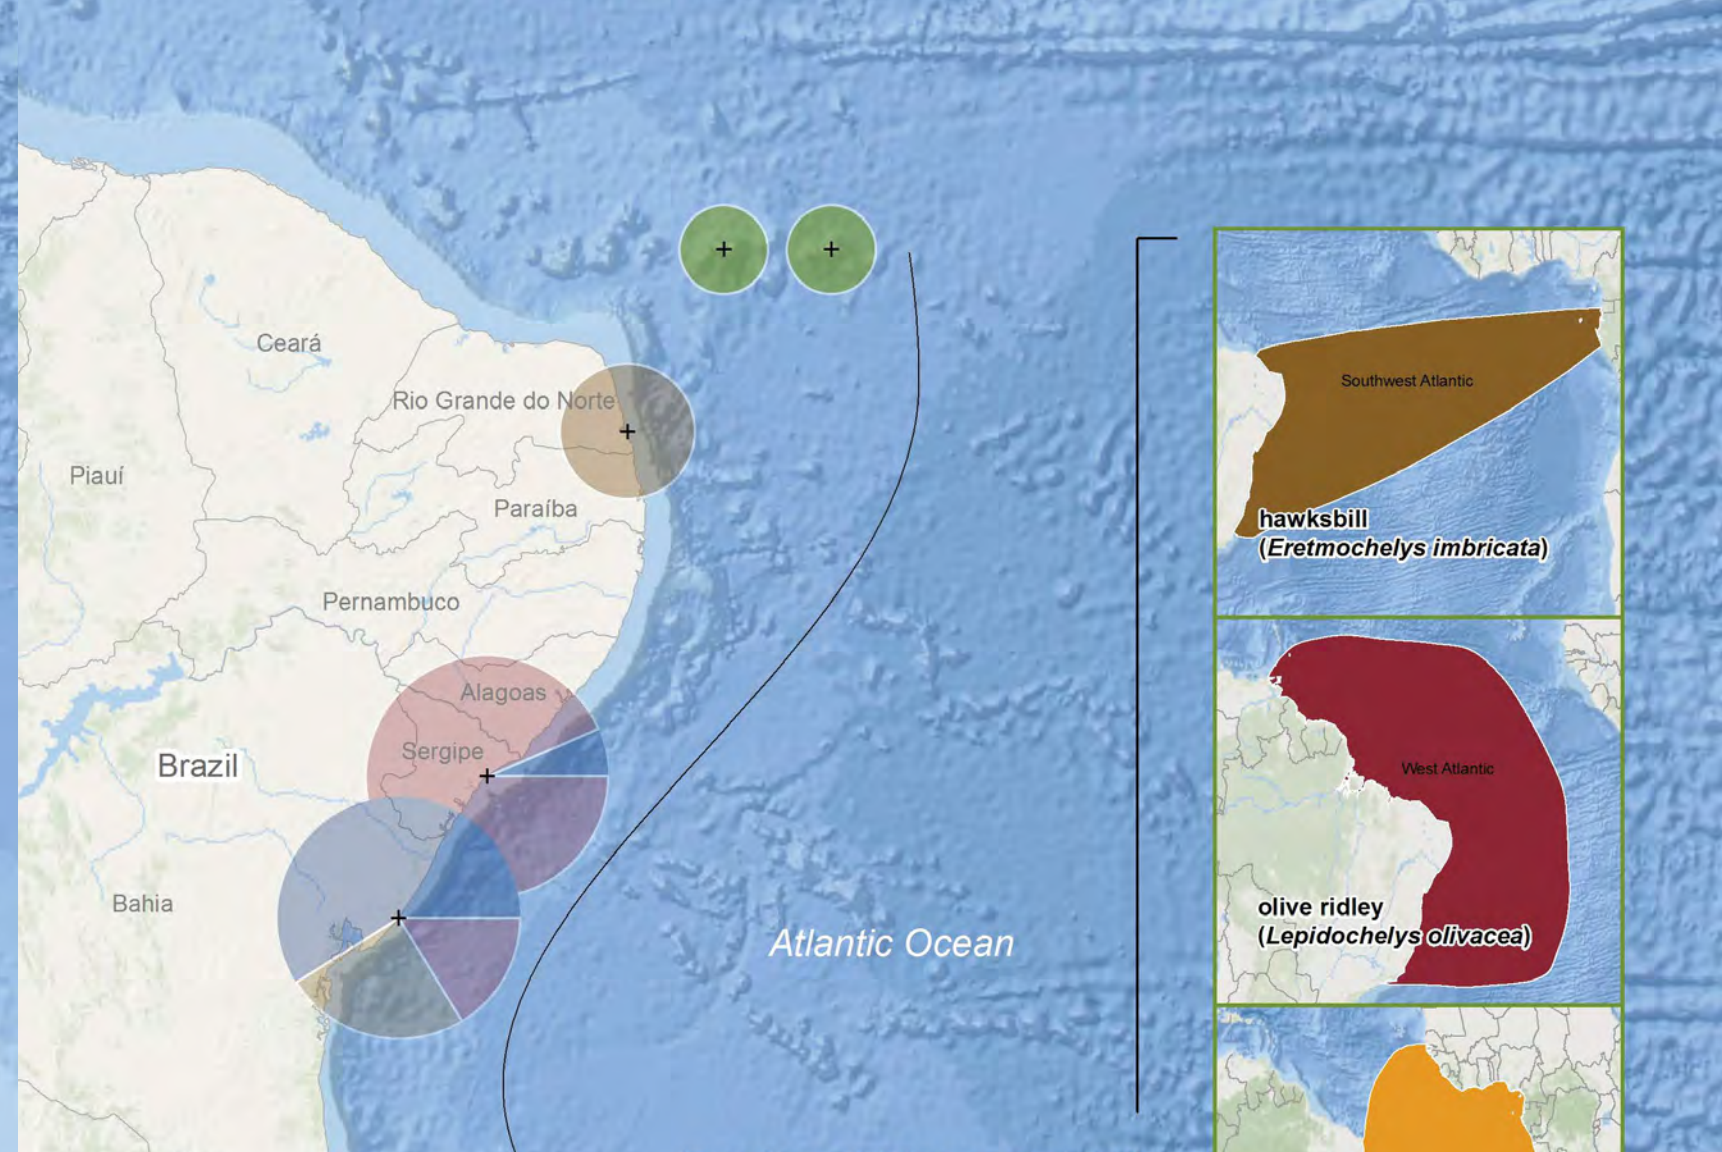 Ceará
Rio Grande do Norte
Piauí
Paraíba
Pernambuco
Alagoas
Sergipe
Brazil
Bahia
Atlantic Ocean
Southwest Atlantic
hawksbill
(Eretmochelys imbricata)
West Atlantic
olive ridley
(Lepidochelys olivacea)